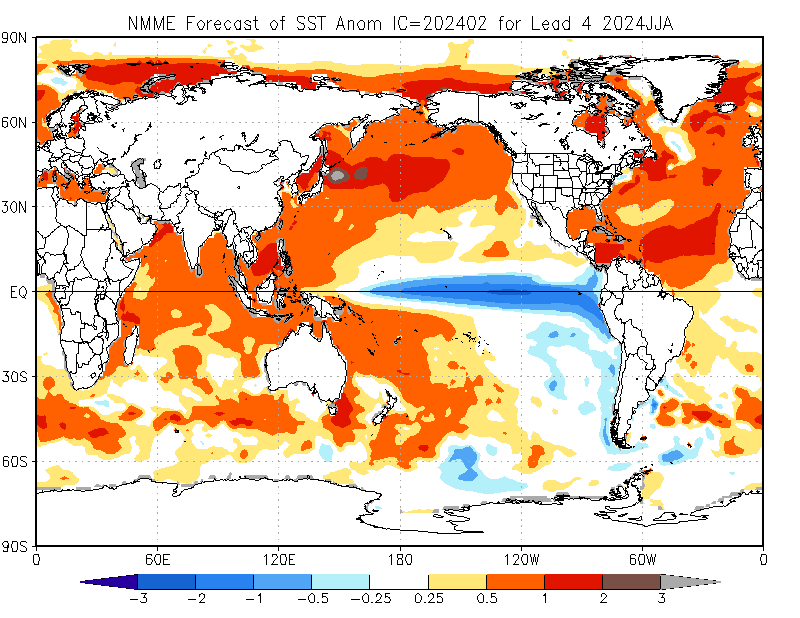 NMME Forecast of SST Anom IC=202402 for Lead 4 2024JJA
90N
60N
30N
EQ
30S
60S
90S
0 60E 120E 180 120W 60W 0
-3 -2 -1 -0.5 -0.25 0.25 0.5 1 2 3